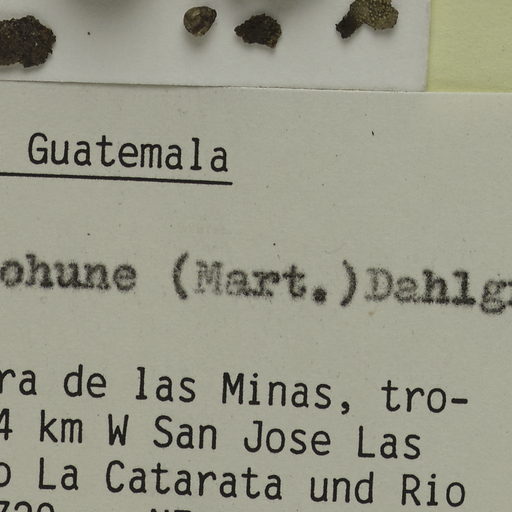 Guatemala
ohune (Mart.)Dahlg
ra de las Minas, tro-
4 km W San Jose Las
o La Catarata und Rio